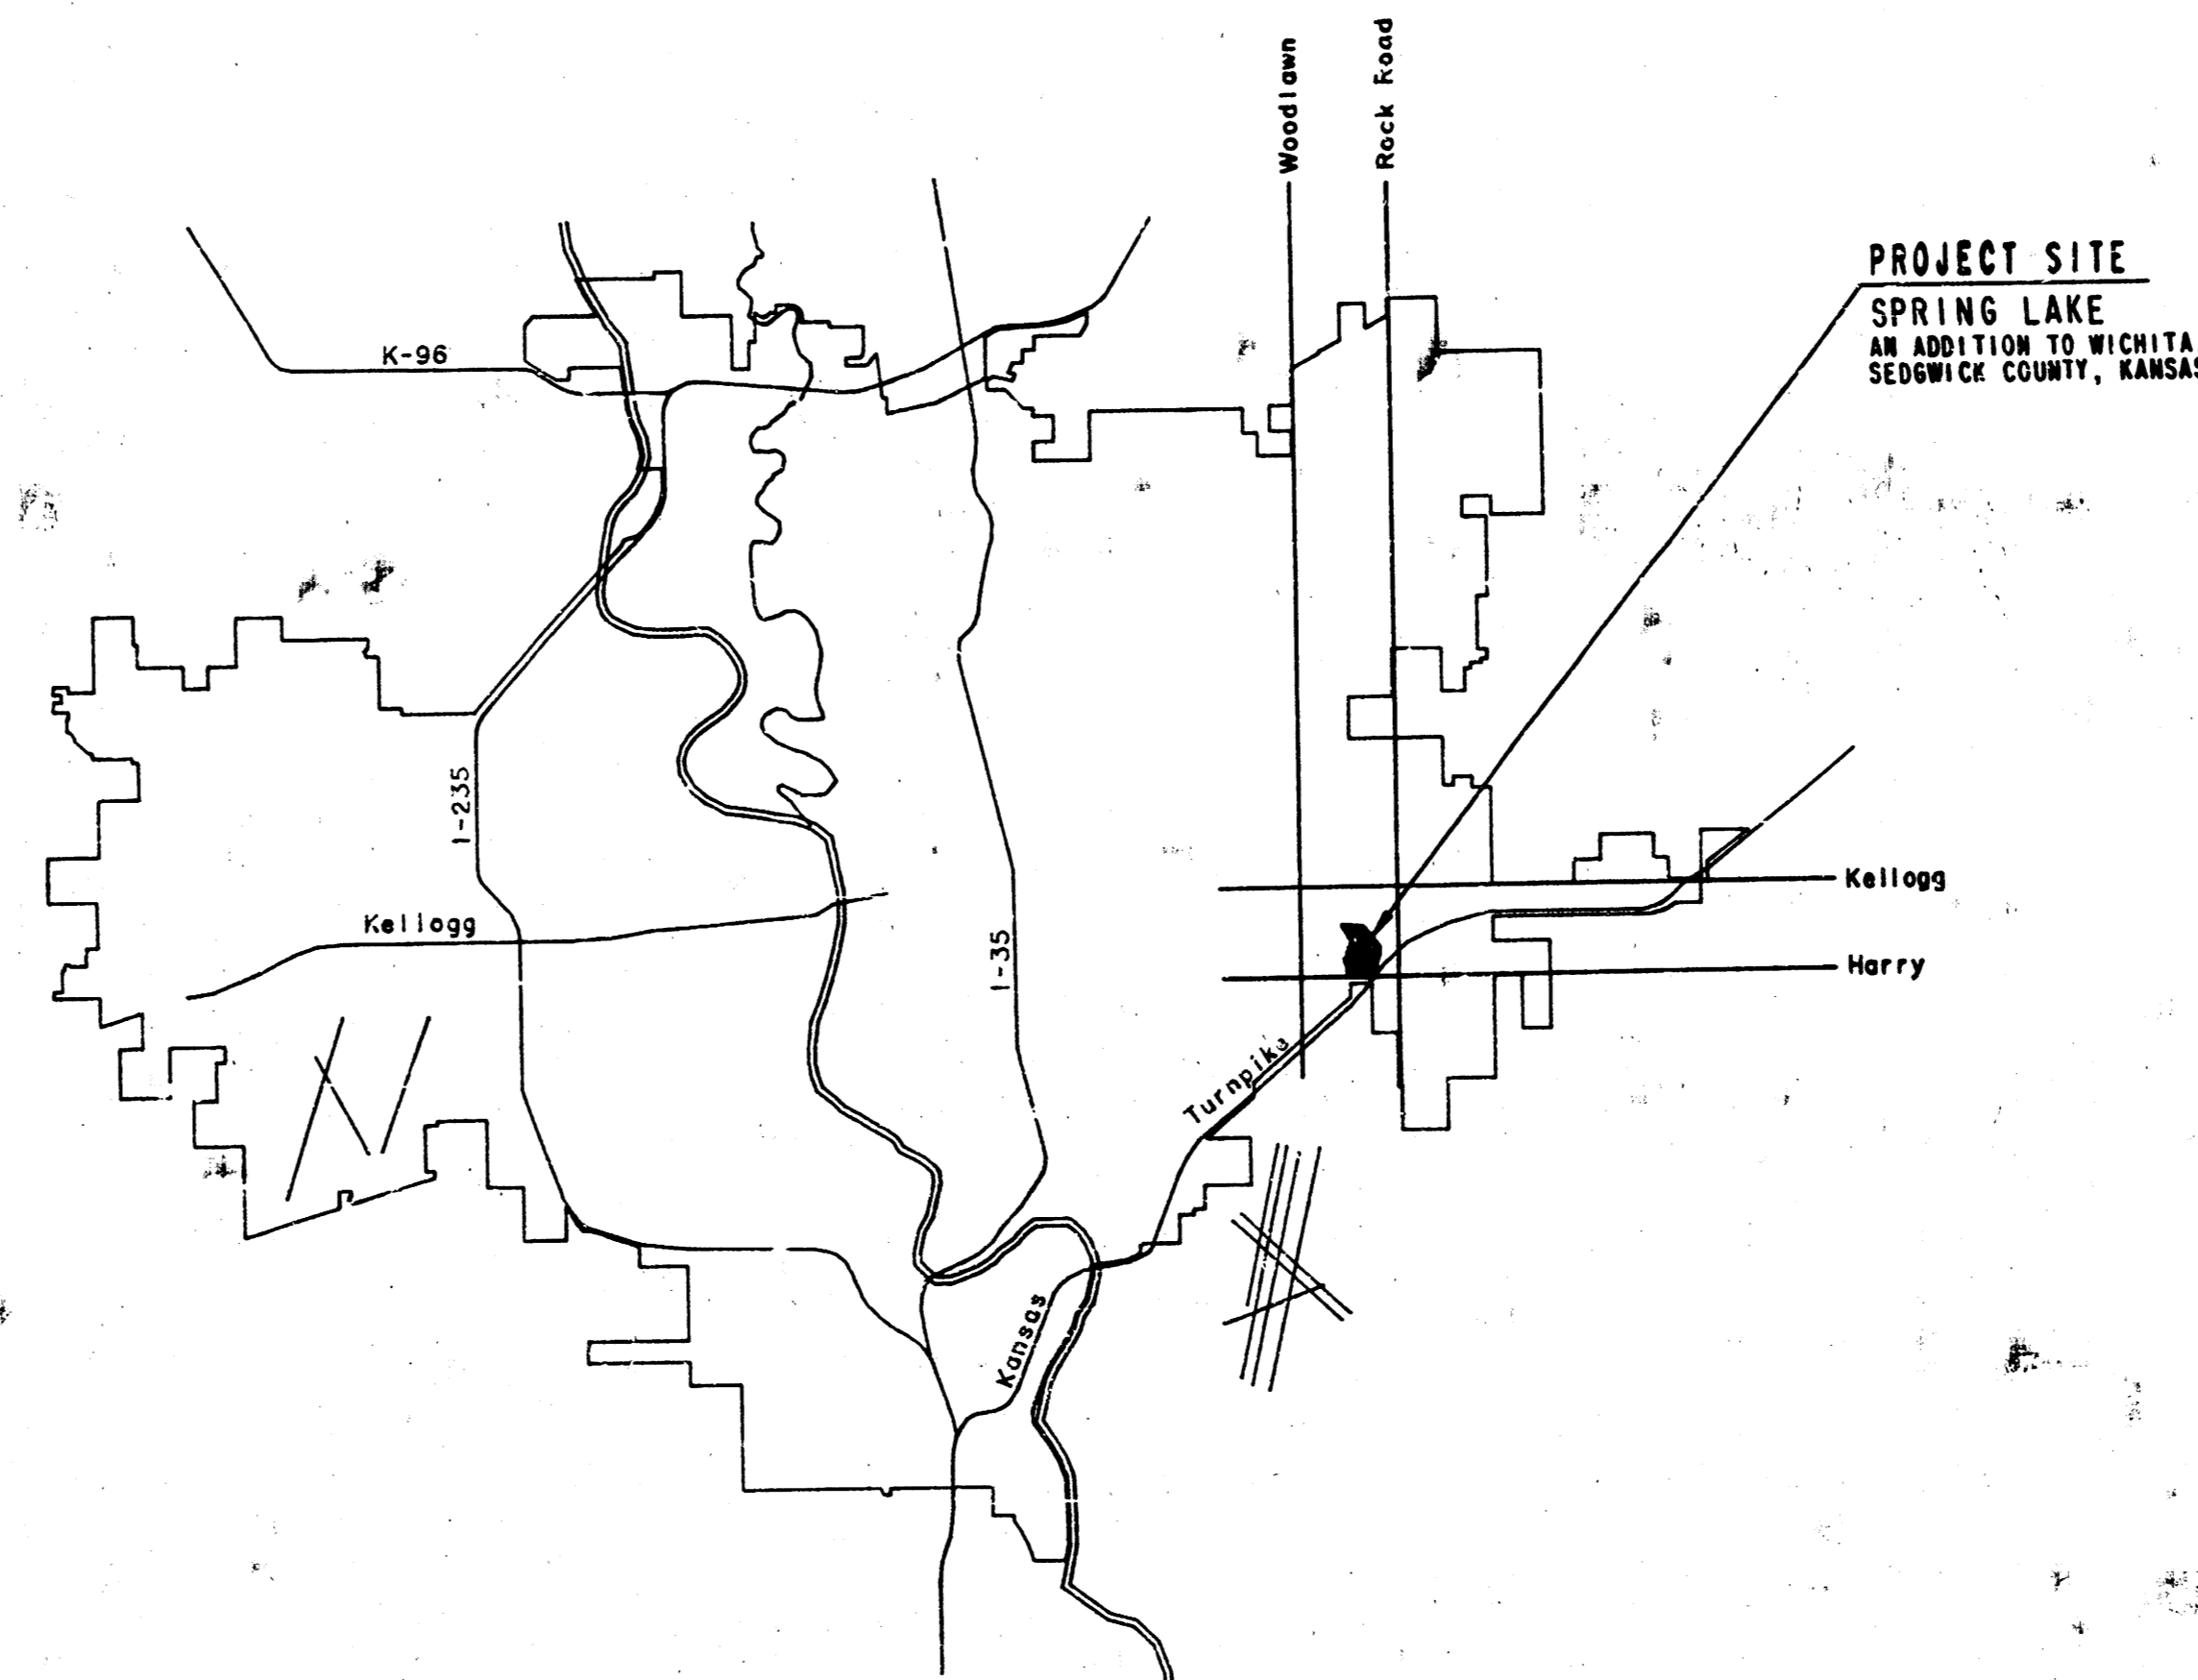 Woodlawn
Rock Road
PROJECT SITE
SPRING LAKE
AN ADDITION TO WICHITA,
SEDGWICK COUNTY, KANSAS
K-96
I-235
Kellogg
Kellogg
I-35
Harry
Turnpike
Kansas